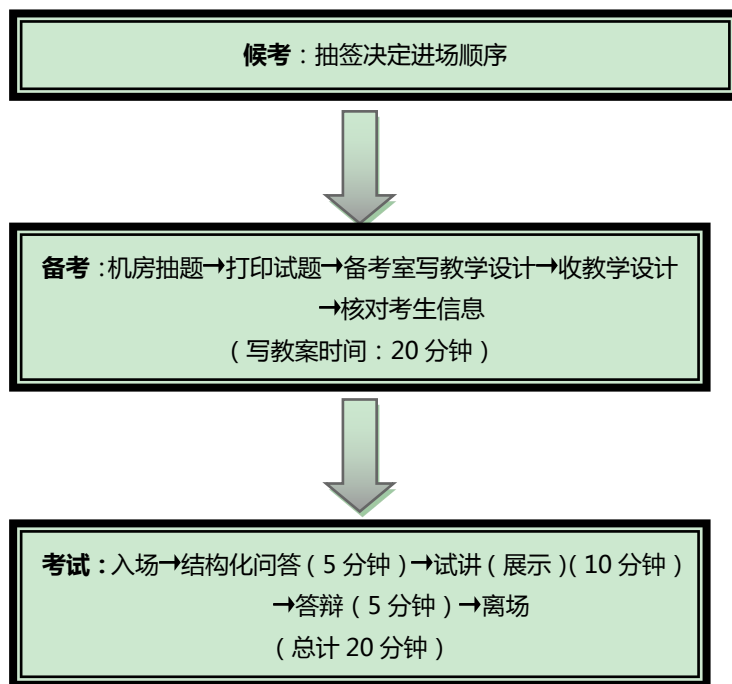 候考：抽签决定进场顺序
备考：机房抽题→打印试题→备考室写教学设计→收教学设计
→核对考生信息
（写教案时间：20 分钟）
考试：入场→结构化问答（5 分钟）→试讲（展示）（10 分钟）
→答辩（5 分钟）→离场
（总计 20 分钟）